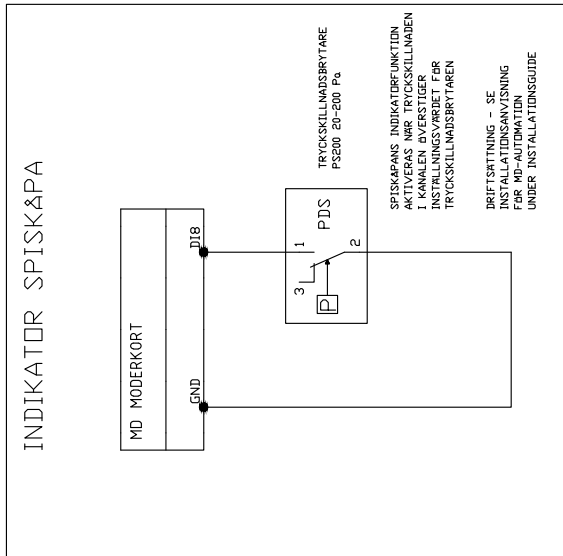 INDIKATOR SPISKÅPA
MD MODERKORT
GND
DI8
PDS
1
2
3
P
TRYCKSKILLNADSBRYTARE
PS200 20-200 Pa
SPISKÅPANS INDIKATORFUNKTION
AKTIVERAS NÄR TRYCKSKILLNADEN
I KANALEN ÖVERSTIGER
INSTÄLLNINGSVÄRDET FÖR
TRYCKSKILLNADSBRYTAREN
DRIFTSÄTTNING - SE
INSTALLATIONSANVISNING
FÖR MD-AUTOMATION
UNDER INSTALLATIONSGUIDE